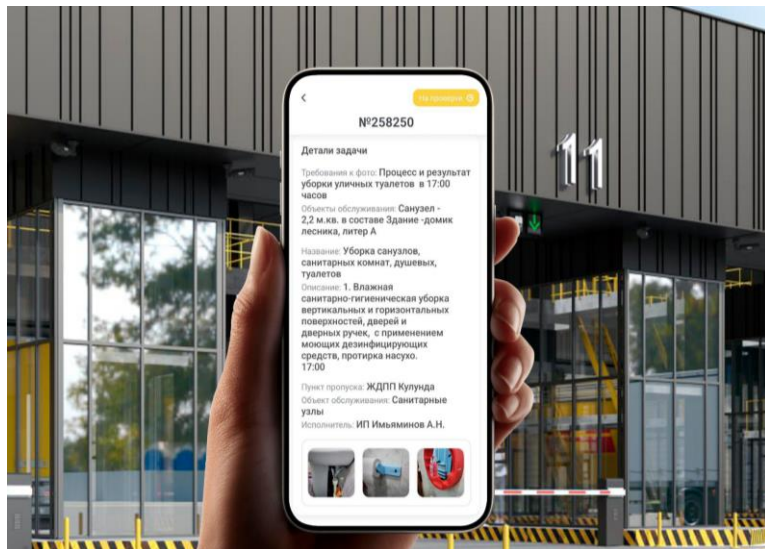 На проверке
№258250
Детали задачи
Требования к фото: Процесс и результат
уборки уличных туалетов в 17:00
часов
Объекты обслуживания: Санузел -
2,2 м.кв. в составе Здание -домик
лесника, литер А
Название: Уборка санузлов,
санитарных комнат, душевых,
туалетов
Описание: 1. Влажная
санитарно-гигиеническая уборка
вертикальных и горизонтальных
поверхностей, дверей и
дверных ручек, с применением
моющих дезинфицирующих
средств, протирка насухо.
17:00
Пункт пропуска: ЖДПП Кулунда
Объект обслуживания: Санитарные
узлы
Исполнитель: ИП Имьяминов А.Н.
11